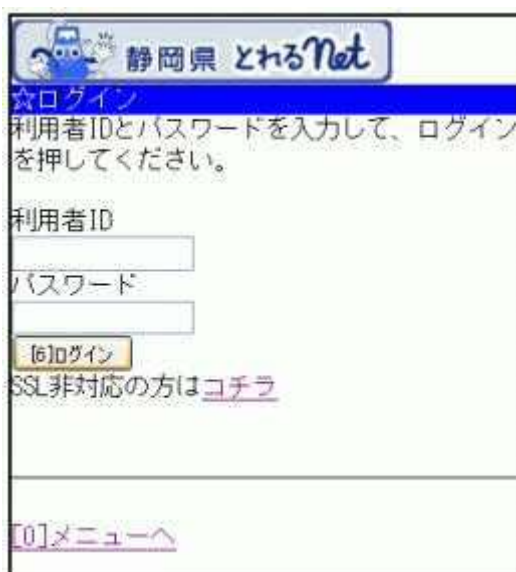 静岡県 とれるnet
☆ログイン
利用者IDとパスワードを入力して、ログイン
を押してください。
利用者ID
パスワード
[6]ログイン
SSL非対応の方はコチラ
[0]メニューへ